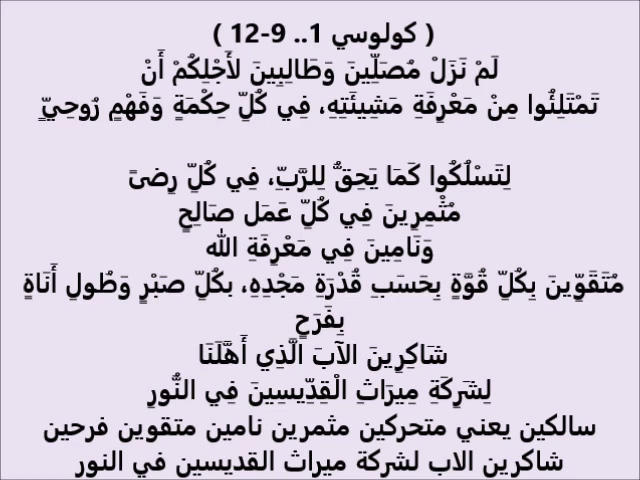 ( كولوسي 1.. 9-12 )
لَمْ نَزَلْ مُصَلِّينَ وَطَالِبِينَ لأَجْلِكُمْ أَنْ
تَمْتَلِئُوا مِنْ مَعْرِفَةِ مَشِيئَتِهِ، فِي كُلِّ حِكْمَةٍ وَفَهْمٍ رُوحِيٍّ
لِتَسْلُكُوا كَمَا يَحِقُّ لِلرَّبِّ، فِي كُلِّ رِضىً
مُثْمِرِينَ فِي كُلِّ عَمَل صَالِحٍ
وَنَامِينَ فِي مَعْرِفَةِ الله
مُتَقَوِّينَ بِكُلِّ قُوَّةٍ بِحَسَبِ قُدْرَةِ مَجْدِهِ، بكُلِّ صَبْرٍ وَطُولِ أَنَاةٍ
بِفَرَحٍ
شَاكِرِينَ الآبَ الَّذِي أَهَّلَنَا
لِشَرِكَةِ مِيرَاثِ الْقِدِّيسِينَ فِي النُّورِ
سالكين يعني متحركين مثمرين نامين متقوين فرحين
شاكرين الاب لشركة ميراث القديسين في النور